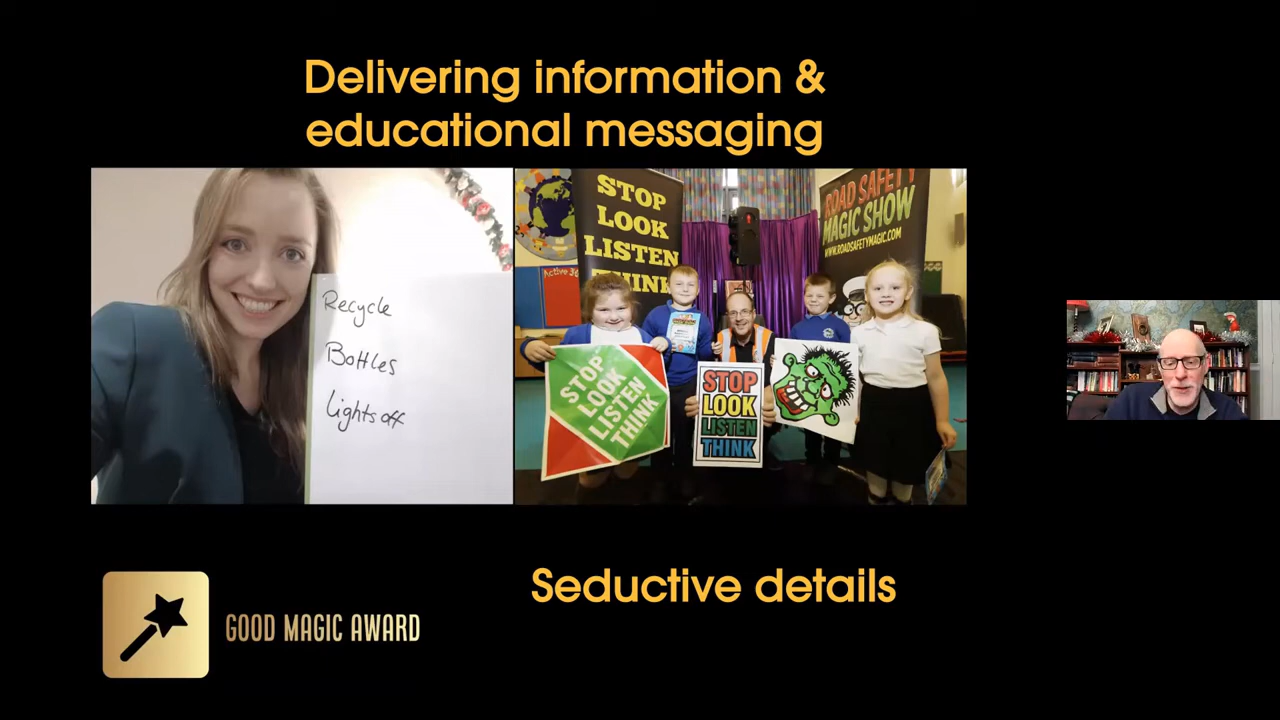 Delivering information &
educational messaging
Recycle
Bottles
Lights off
STOP
LOOK
LISTEN
THINK
ROAD SAFETY
MAGIC SHOW
WWW.ROADSAFETYMAGIC.COM
STOP
LOOK
LISTEN
THINK
STOP
LOOK
LISTEN
THINK
Seductive details
GOOD MAGIC AWARD